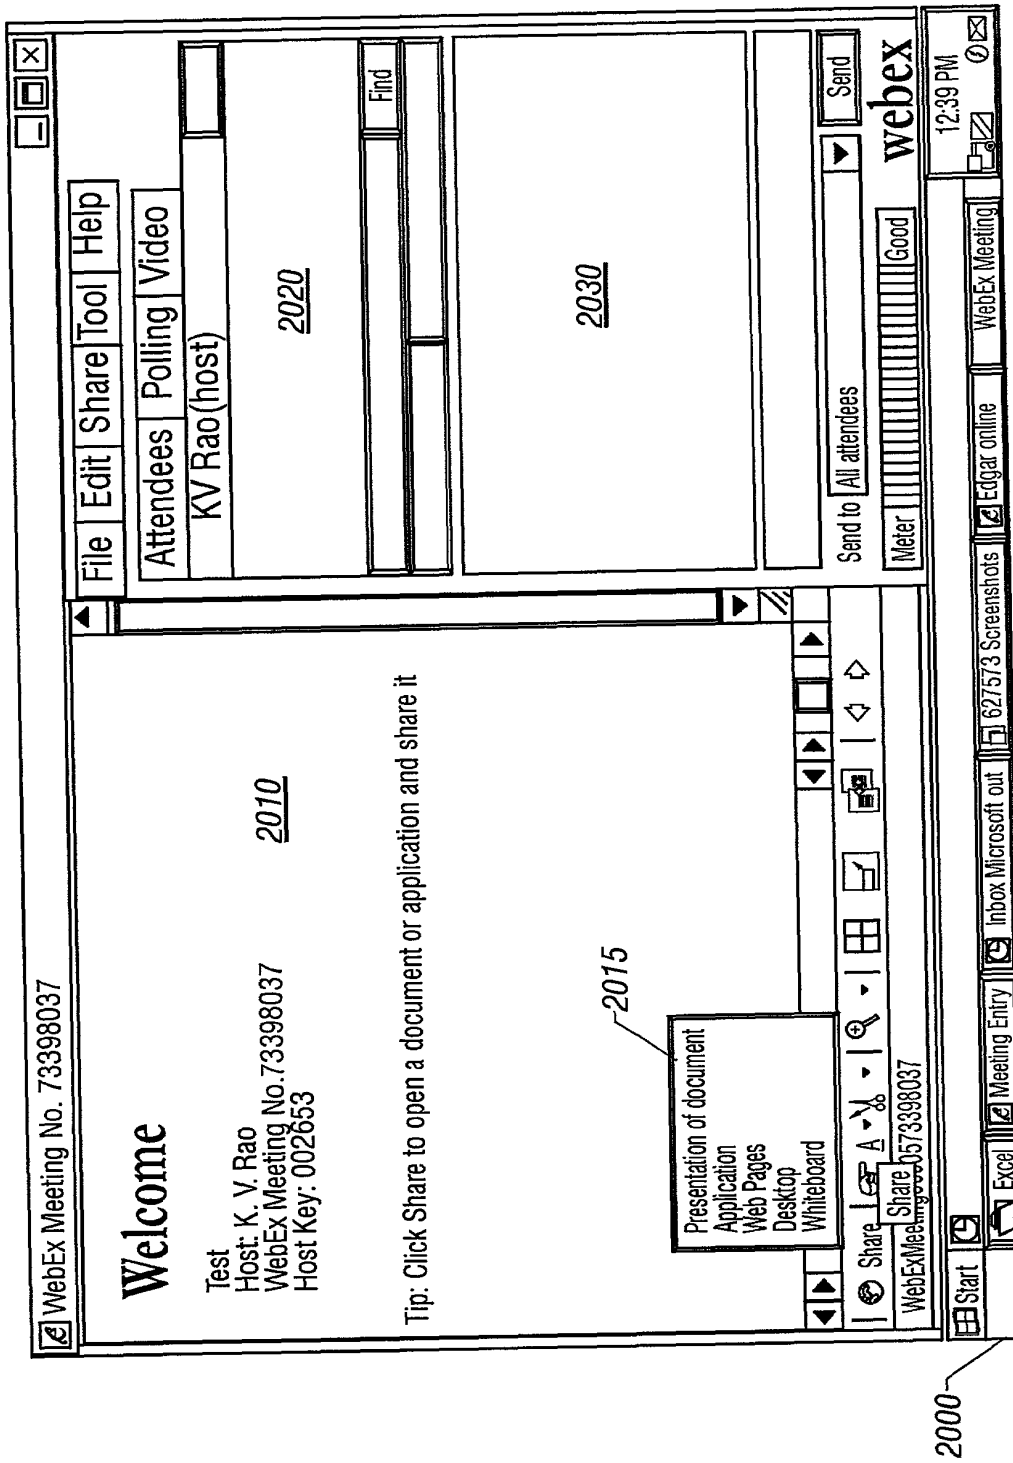 WebEx Meeting No. 73398037
File Edit Share Tool Help
Welcome
Test
Host: K. V. Rao
WebEx Meeting No.73398037
Host Key: 002653
2010
Tip: Click Share to open a document or application and share it
2015
Presentation of document
Application
Web Pages
Desktop
Whiteboard
Share
A
Share
Attendees Polling Video
KV Rao(host)
2020
Find
2030
Send to All attendees
Send
Meter Good
webex
Start
Excel
Meeting Entry
Inbox Microsoft out
627573 Screenshots
Edgar online
WebEx Meeting
12:39 PM
2000